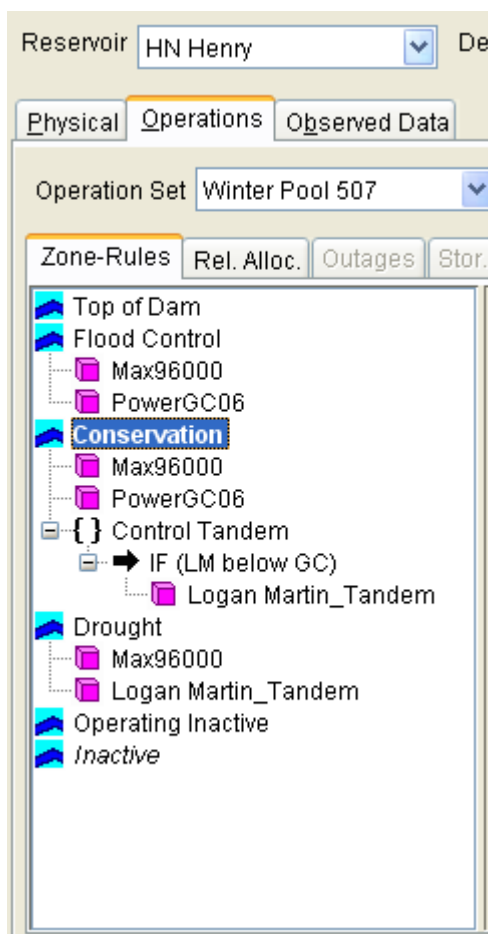 Reservoir HN Henry De
Physical Operations Observed Data
Operation Set Winter Pool 507
Zone-Rules Rel. Alloc. Outages Stor.
Top of Dam
Flood Control
Max96000
PowerGC06
Conservation
Max96000
PowerGC06
{ } Control Tandem
IF (LM below GC)
Logan Martin_Tandem
Drought
Max96000
Logan Martin_Tandem
Operating Inactive
Inactive